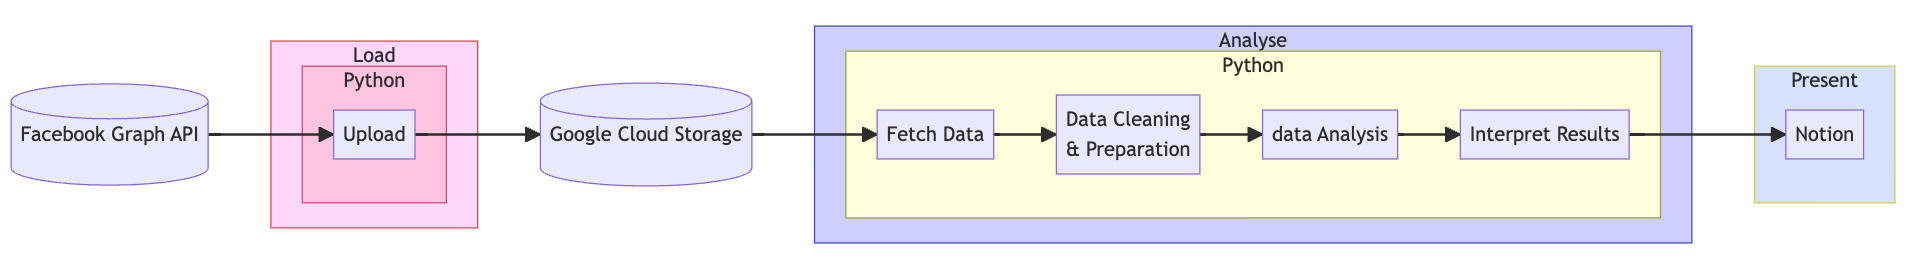 Facebook Graph API
Load
Python
Upload
Google Cloud Storage
Analyse
Python
Fetch Data
Data Cleaning
& Preparation
data Analysis
Interpret Results
Present
Notion